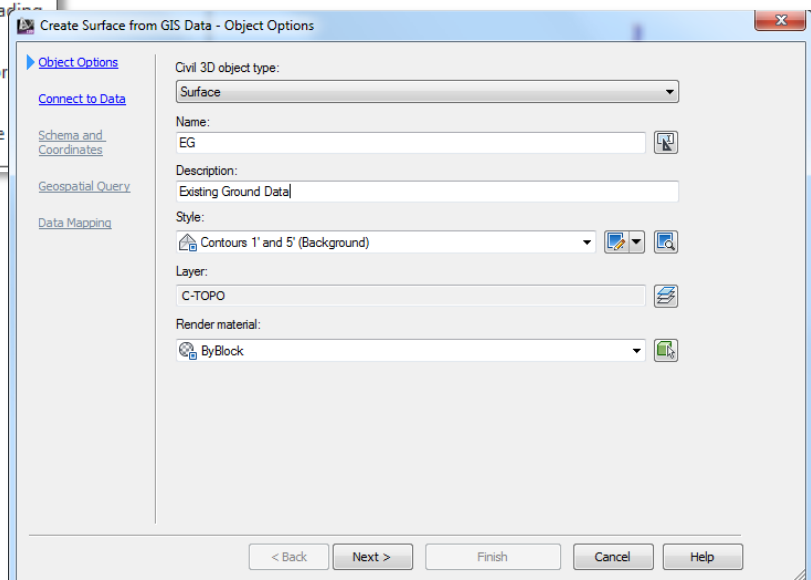 ading
Create Surface from GIS Data - Object Options
or
e
Object Options
Connect to Data
Schema and
Coordinates
Geospatial Query
Data Mapping
Civil 3D object type:
Surface
Name:
EG
Description:
Existing Ground Data
Style:
Contours 1' and 5' (Background)
Layer:
C-TOPO
Render material:
ByBlock
< Back
Next >
Finish
Cancel
Help